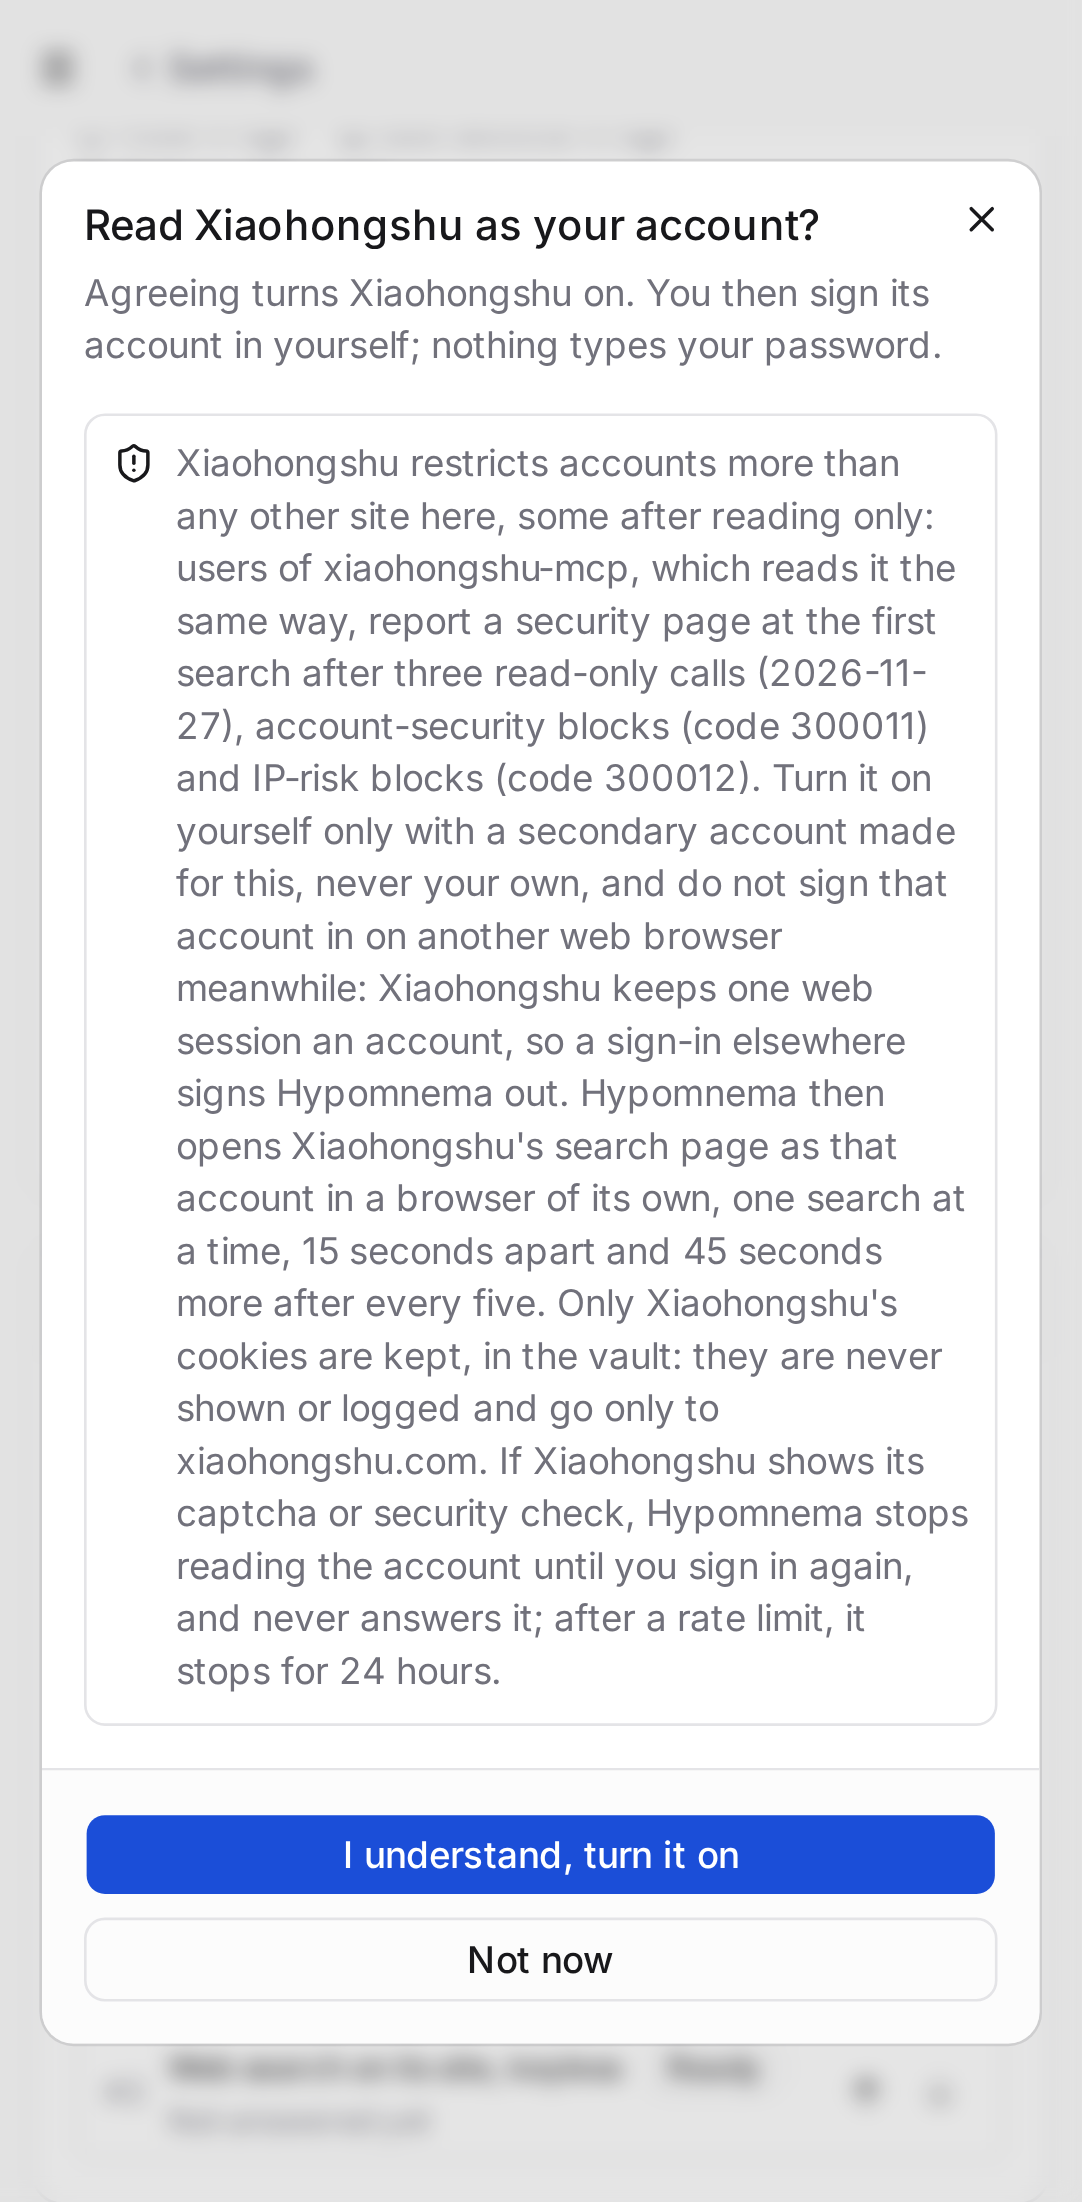 Settings
Read Xiaohongshu as your account?
Agreeing turns Xiaohongshu on. You then sign its
account in yourself; nothing types your password.
Xiaohongshu restricts accounts more than
any other site here, some after reading only:
users of xiaohongshu-mcp, which reads it the
same way, report a security page at the first
search after three read-only calls (2026-11-
27), account-security blocks (code 300011)
and IP-risk blocks (code 300012). Turn it on
yourself only with a secondary account made
for this, never your own, and do not sign that
account in on another web browser
meanwhile: Xiaohongshu keeps one web
session an account, so a sign-in elsewhere
signs Hypomnema out. Hypomnema then
opens Xiaohongshu's search page as that
account in a browser of its own, one search at
a time, 15 seconds apart and 45 seconds
more after every five. Only Xiaohongshu's
cookies are kept, in the vault: they are never
shown or logged and go only to
xiaohongshu.com. If Xiaohongshu shows its
captcha or security check, Hypomnema stops
reading the account until you sign in again,
and never answers it; after a rate limit, it
stops for 24 hours.
I understand, turn it on
Not now